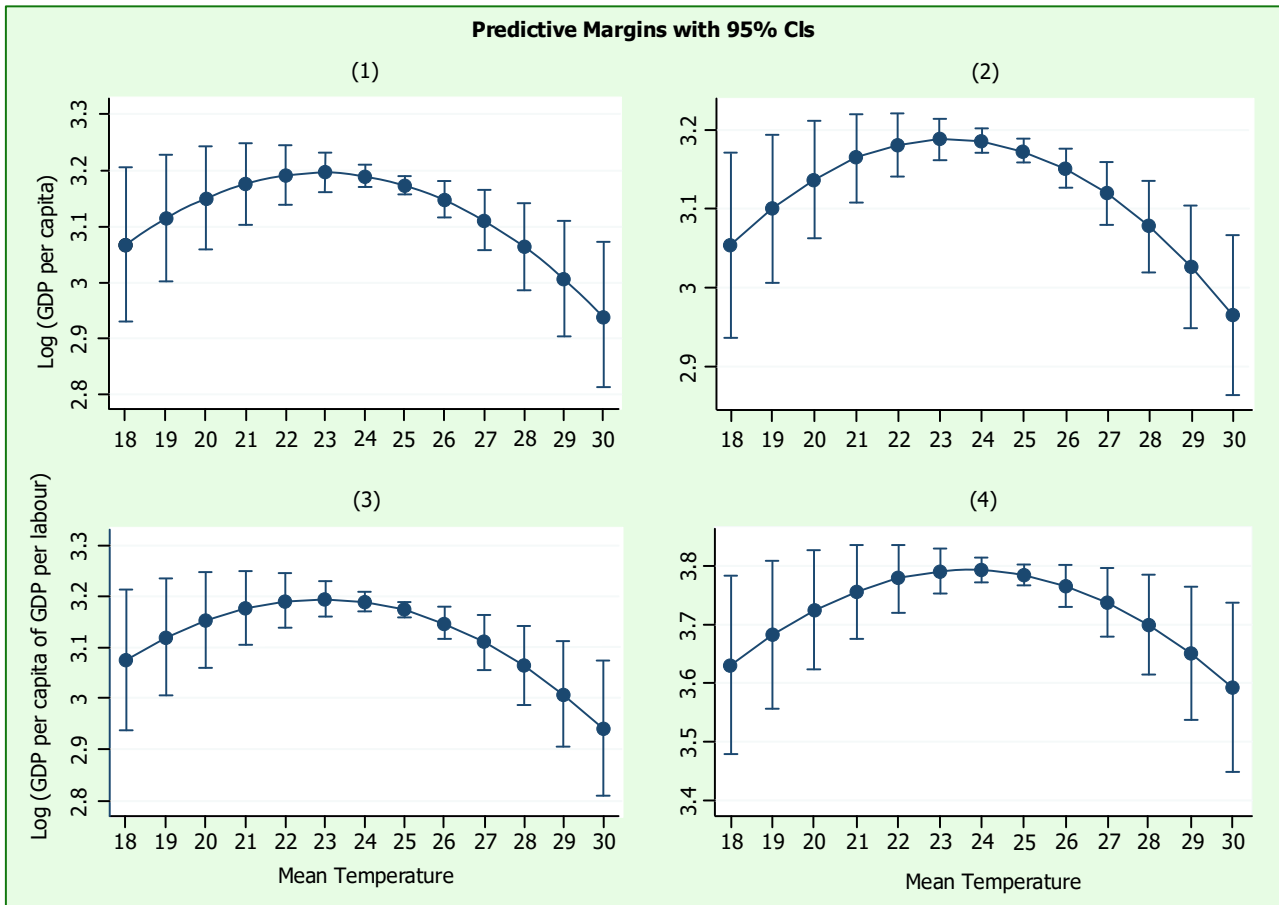 Predictive Margins with 95% CIs
(1)
Log (GDP per capita)
3.3
3.2
3.1
3
2.9
2.8
18 19 20 21 22 23 24 25 26 27 28 29 30
(2)
3.2
3.1
3
2.9
18 19 20 21 22 23 24 25 26 27 28 29 30
(3)
Log (GDP per capita of GDP per labour)
3.3
3.2
3.1
3
2.9
2.8
18 19 20 21 22 23 24 25 26 27 28 29 30
Mean Temperature
(4)
3.8
3.7
3.6
3.5
3.4
18 19 20 21 22 23 24 25 26 27 28 29 30
Mean Temperature